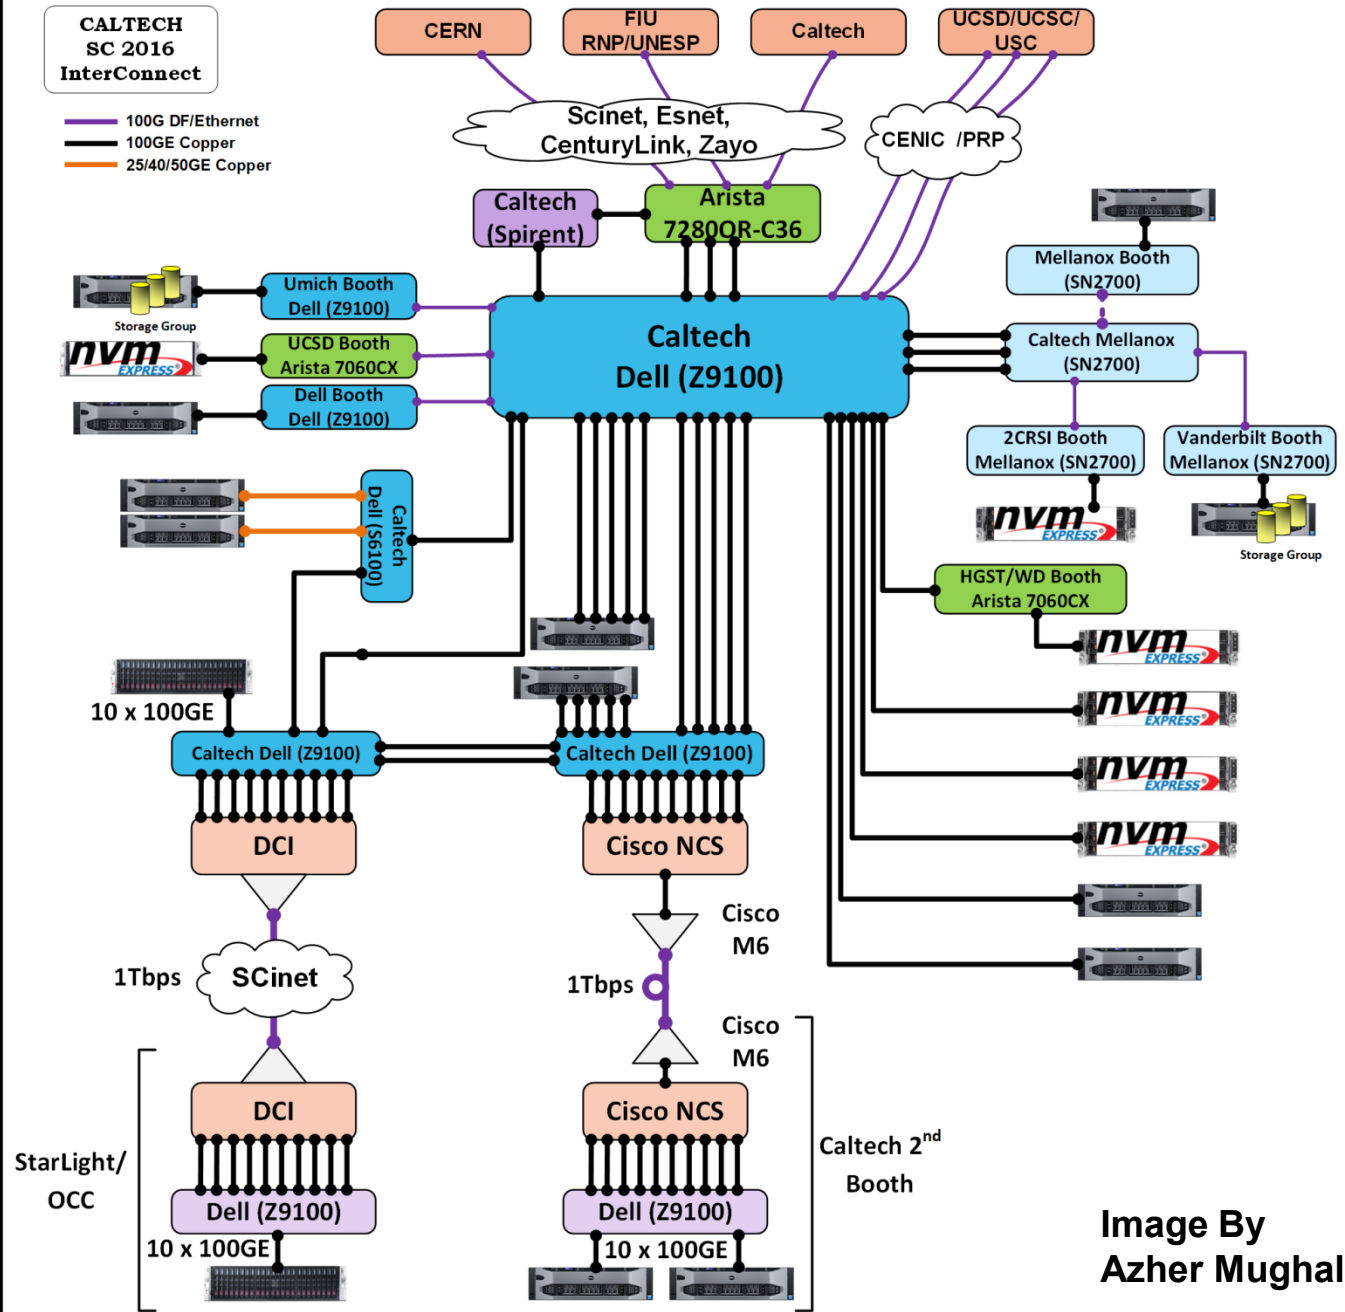 CALTECH
SC 2016
InterConnect
100G DF/Ethernet
100GE Copper
25/40/50GE Copper
CERN
FIU
RNP/UNESP
Caltech
UCSD/UCSC/
USC
Scinet, Esnet,
CenturyLink, Zayo
CENIC /PRP
Caltech
(Spirent)
Arista
7280QR-C36
Mellanox Booth
(SN2700)
Caltech Mellanox
(SN2700)
2CRSI Booth
Mellanox (SN2700)
Vanderbilt Booth
Mellanox (SN2700)
nvm
EXPRESS®
Storage Group
Umich Booth
Dell (Z9100)
Storage Group
UCSD Booth
Arista 7060CX
nvm
EXPRESS®
Dell Booth
Dell (Z9100)
Caltech
Dell (Z9100)
Caltech
Dell (S6100)
HGST/WD Booth
Arista 7060CX
nvm
EXPRESS®
nvm
EXPRESS®
nvm
EXPRESS®
nvm
EXPRESS®
10 x 100GE
Caltech Dell (Z9100)
Caltech Dell (Z9100)
DCI
Cisco NCS
Cisco
M6
1Tbps
SCinet
1Tbps
Cisco
M6
DCI
Cisco NCS
StarLight/
OCC
Caltech 2nd
Booth
Dell (Z9100)
Dell (Z9100)
10 x 100GE
10 x 100GE
Image By
Azher Mughal